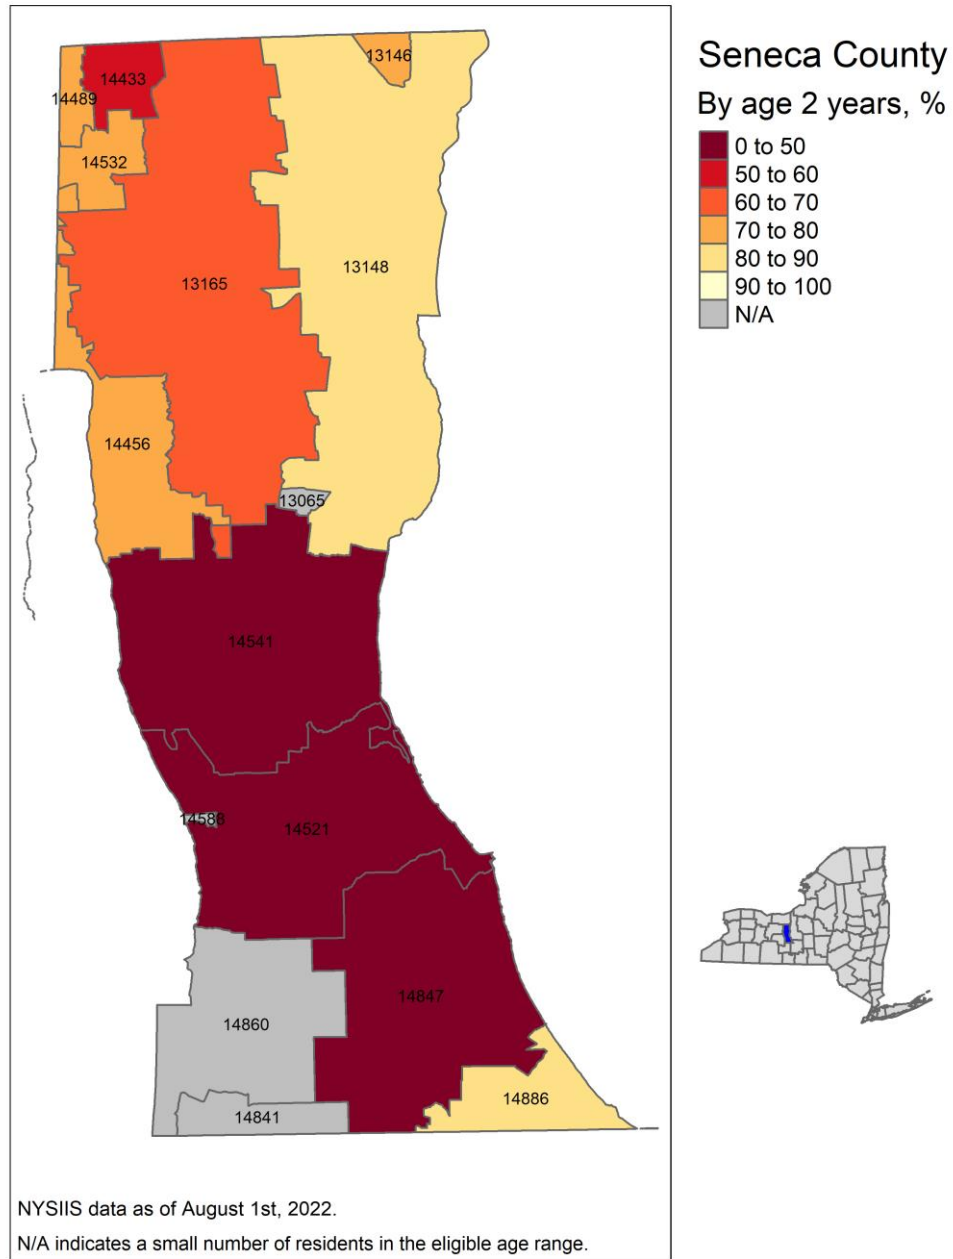 Seneca County
By age 2 years, %
0 to 50
50 to 60
60 to 70
70 to 80
80 to 90
90 to 100
N/A
13146
14433
14489
14532
13148
13165
14456
13065
14541
14588
14521
14847
14860
14886
14841
NYSIIS data as of August 1st, 2022.
N/A indicates a small number of residents in the eligible age range.